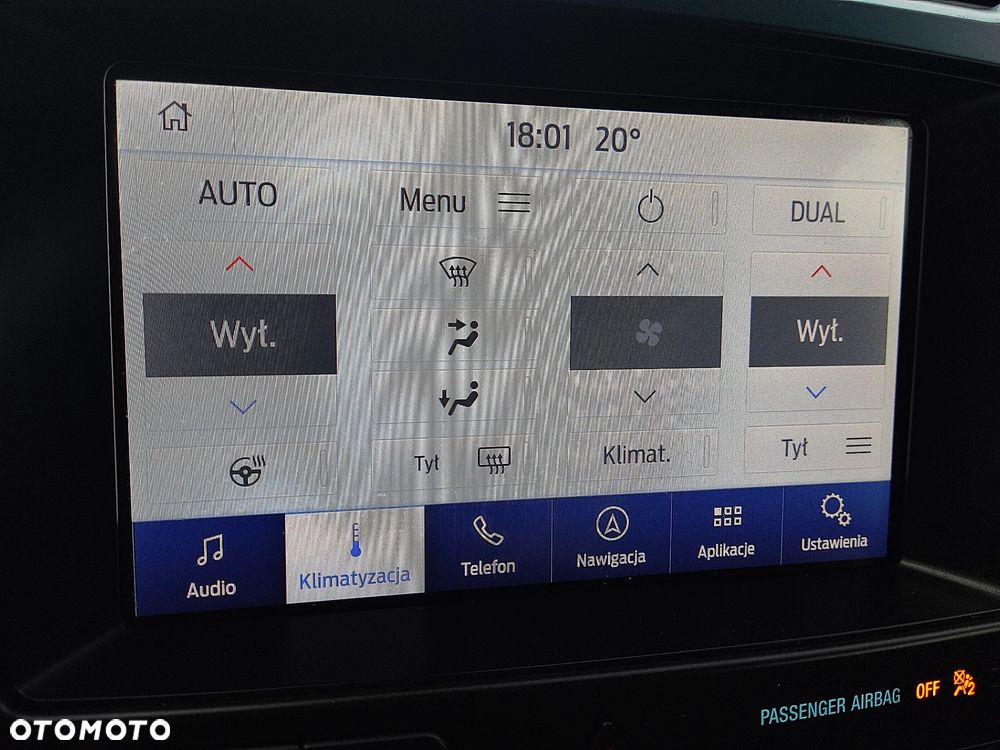 18:01 20°
AUTO
Menu
DUAL
Wył.
Wył.
Tył
Klimat.
Tył
Audio
Klimatyzacja
Telefon
Nawigacja
Aplikacje
Ustawienia
PASSENGER AIRBAG OFF 2
OTOMOTO